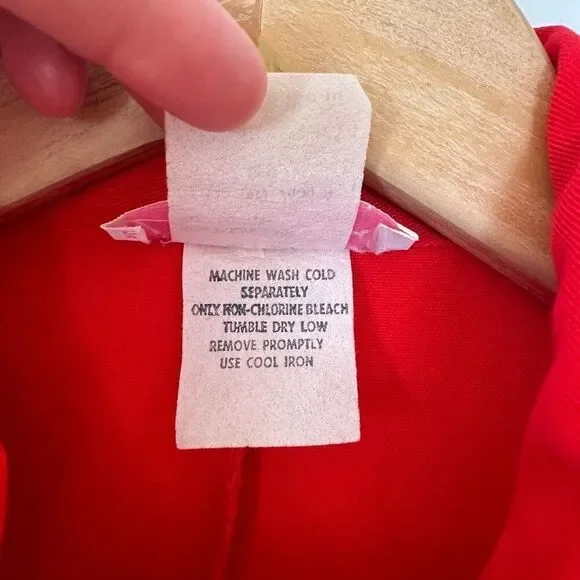 MACHINE WASH COLD
SEPARATELY
ONLY NON-CHLORINE BLEACH
TUMBLE DRY LOW
REMOVE PROMPTLY
USE COOL IRON